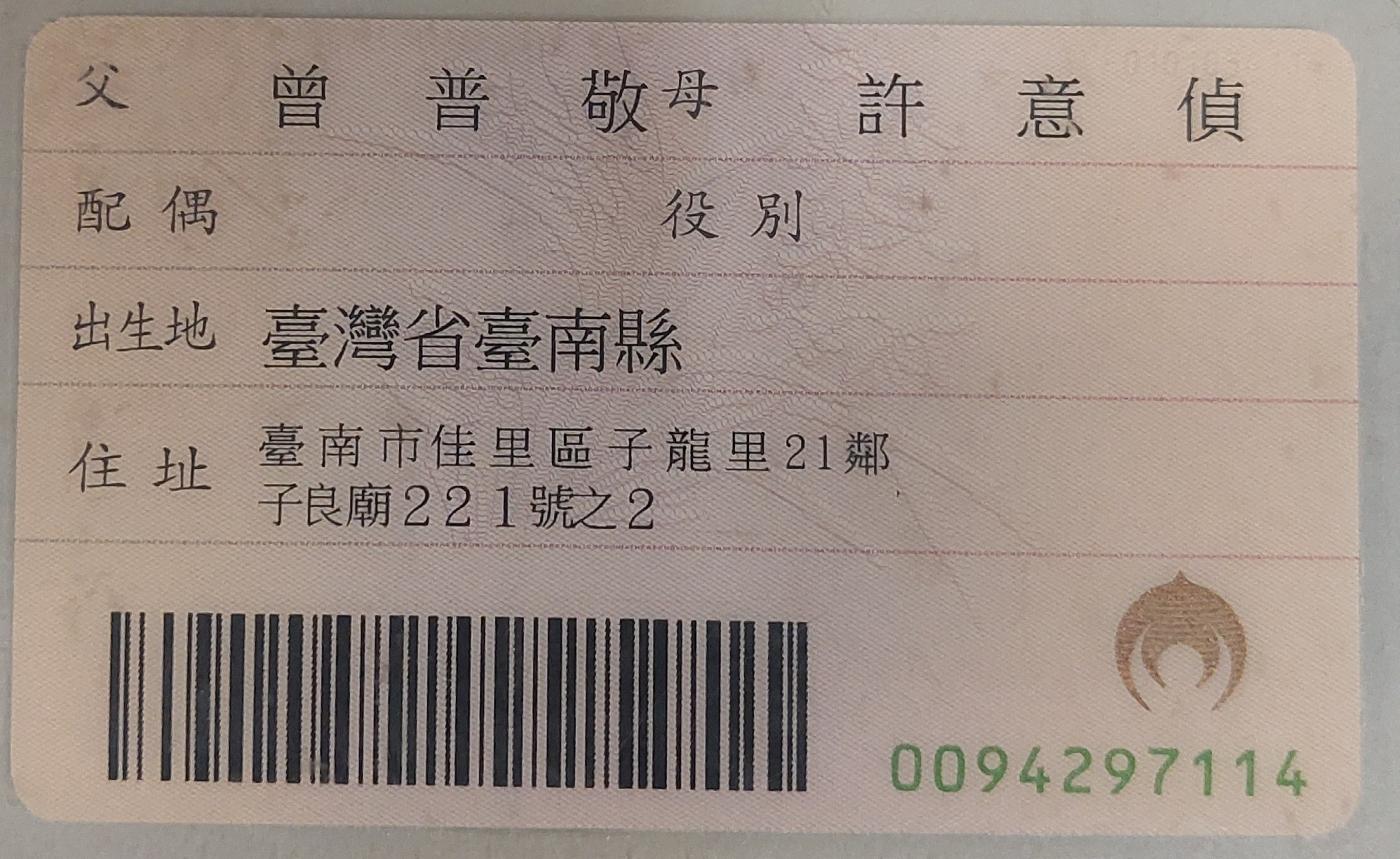 父 曾 普 敬 母 許 意 偵
配偶 役別
出生地 臺灣省臺南縣
住址 臺南市佳里區子龍里21鄰
子良廟221號之2
0094297114